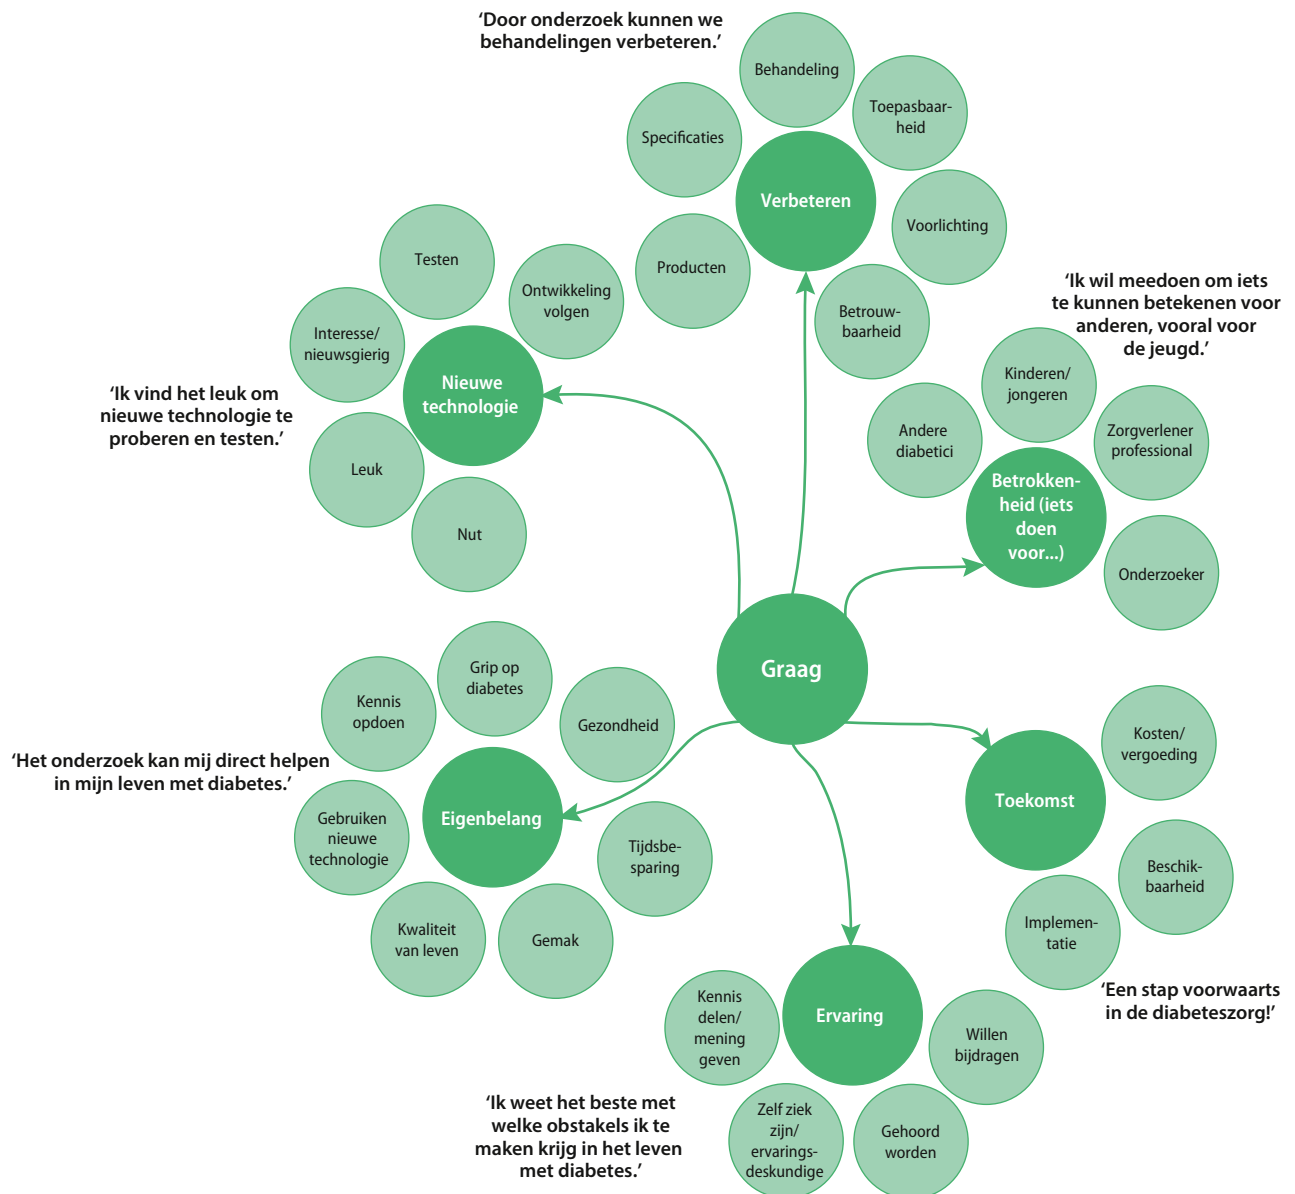 ‘Door onderzoek kunnen we
behandelingen verbeteren.’
Behandeling
Toepasbaar-
heid
Specificaties
Verbeteren
Voorlichting
Producten
Betrouw-
baarheid
Testen
Ontwikkeling
volgen
Interesse/
nieuwsgierig
Nieuwe
technologie
‘Ik vind het leuk om
nieuwe technologie te
proberen en testen.’
Leuk
Nut
‘Ik wil meedoen om iets
te kunnen betekenen voor
anderen, vooral voor
de jeugd.’
Kinderen/
jongeren
Andere
diabetici
Zorgverlener
professional
Betrokken-
heid (iets
doen
voor...)
Onderzoeker
Graag
Grip op
diabetes
Kennis
opdoen
Gezondheid
‘Het onderzoek kan mij direct helpen
in mijn leven met diabetes.’
Eigenbelang
Gebruiken
nieuwe
technologie
Tijdsbe-
sparing
Kwaliteit
van leven
Gemak
Kosten/
vergoeding
Toekomst
Beschik-
baarheid
Implemen-
tatie
‘Een stap voorwaarts
in de diabeteszorg!’
Kennis
delen/
mening
geven
Ervaring
Willen
bijdragen
‘Ik weet het beste met
welke obstakels ik te
maken krijg in het leven
met diabetes.’
Zelf ziek
zijn/
ervarings-
deskundige
Gehoord
worden